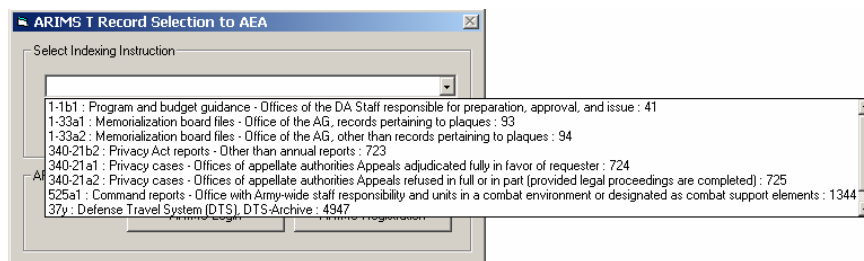 ARIMS T Record Selection to AEA
Select Indexing Instruction
1-1b1 : Program and budget guidance - Offices of the DA Staff responsible for preparation, approval, and issue : 41
1-33a1 : Memorialization board files - Office of the AG, records pertaining to plaques : 93
1-33a2 : Memorialization board files - Office of the AG, other than records pertaining to plaques : 94
340-21b2 : Privacy Act reports - Other than annual reports : 723
340-21a1 : Privacy cases - Offices of appellate authorities Appeals adjudicated fully in favor of requester : 724
340-21a2 : Privacy cases - Offices of appellate authorities Appeals refused in full or in part (provided legal proceedings are completed) : 725
525a1 : Command reports - Office with Army-wide staff responsibility and units in a combat environment or designated as combat support elements : 1344
37y : Defense Travel System (DTS), DTS-Archive : 4947